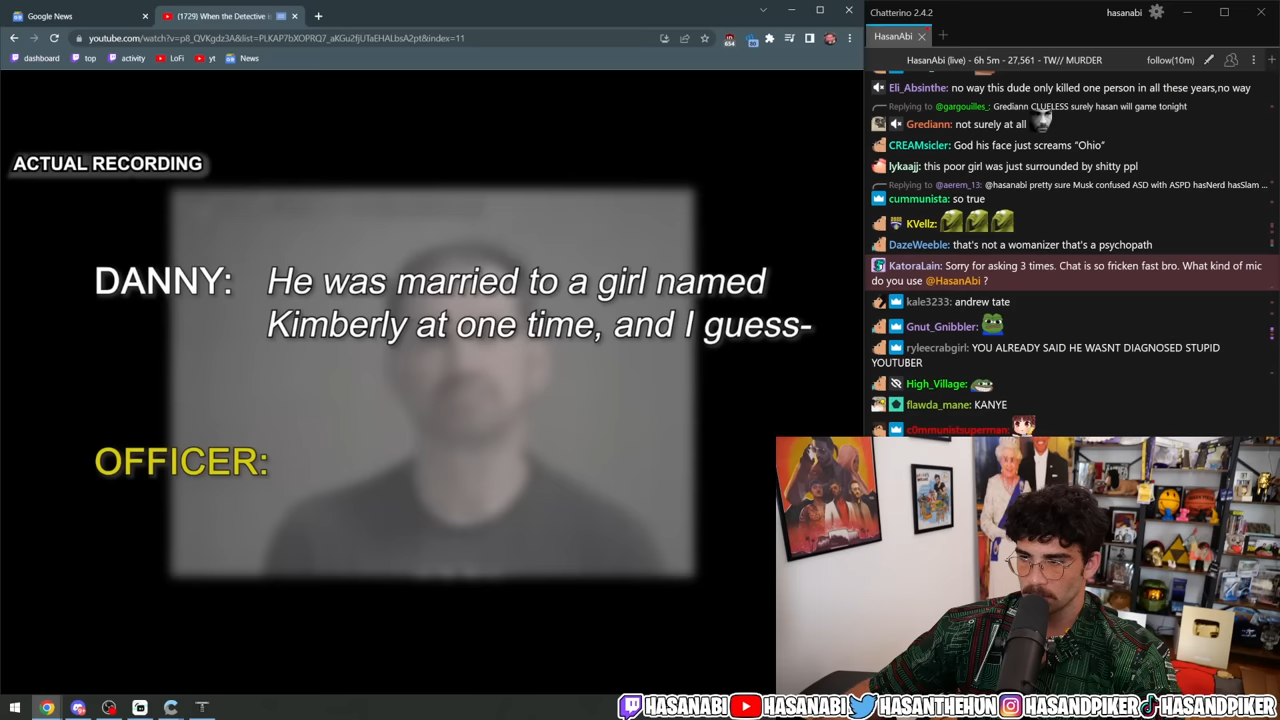 Google News
(1729) When the Detective i
youtube.com/watch?v=p8_QVKgdz3A&list=PLKAP7bXOPRQ7_aKGu2fjUTaEHALbsA2pt&index=11
654
80
dashboard
top
activity
LoFi
yt
News
ACTUAL RECORDING
DANNY: He was married to a girl named
Kimberly at one time, and I guess-
OFFICER:
Chatterino 2.4.2
hasanabi
HasanAbi
HasanAbi (live) - 6h 5m - 27,561 - TW// MURDER
follow(10m)
Eli_Absinthe: no way this dude only killed one person in all these years,no way
Replying to @gargouilles_: Grediann CLUELESS surely hasan will game tonight
Grediann: not surely at all
CREAMsicler: God his face just screams “Ohio”
lykaajj: this poor girl was just surrounded by shitty ppl
Replying to @aerem_13: @hasanabi pretty sure Musk confused ASD with ASPD hasNerd hasSlam ...
cummunista: so true
KVellz:
DazeWeeble: that's not a womanizer that's a psychopath
KatoraLain: Sorry for asking 3 times. Chat is so fricken fast bro. What kind of mic
do you use @HasanAbi ?
kale3233: andrew tate
Gnut_Gnibbler:
ryleecrabgirl: YOU ALREADY SAID HE WASNT DIAGNOSED STUPID
YOUTUBER
High_Village:
flawda_mane: KANYE
c0mmunistsuperman:
HASANABI HASANABI HASANTHEHUN HASANDPIKER HASANDPIKER